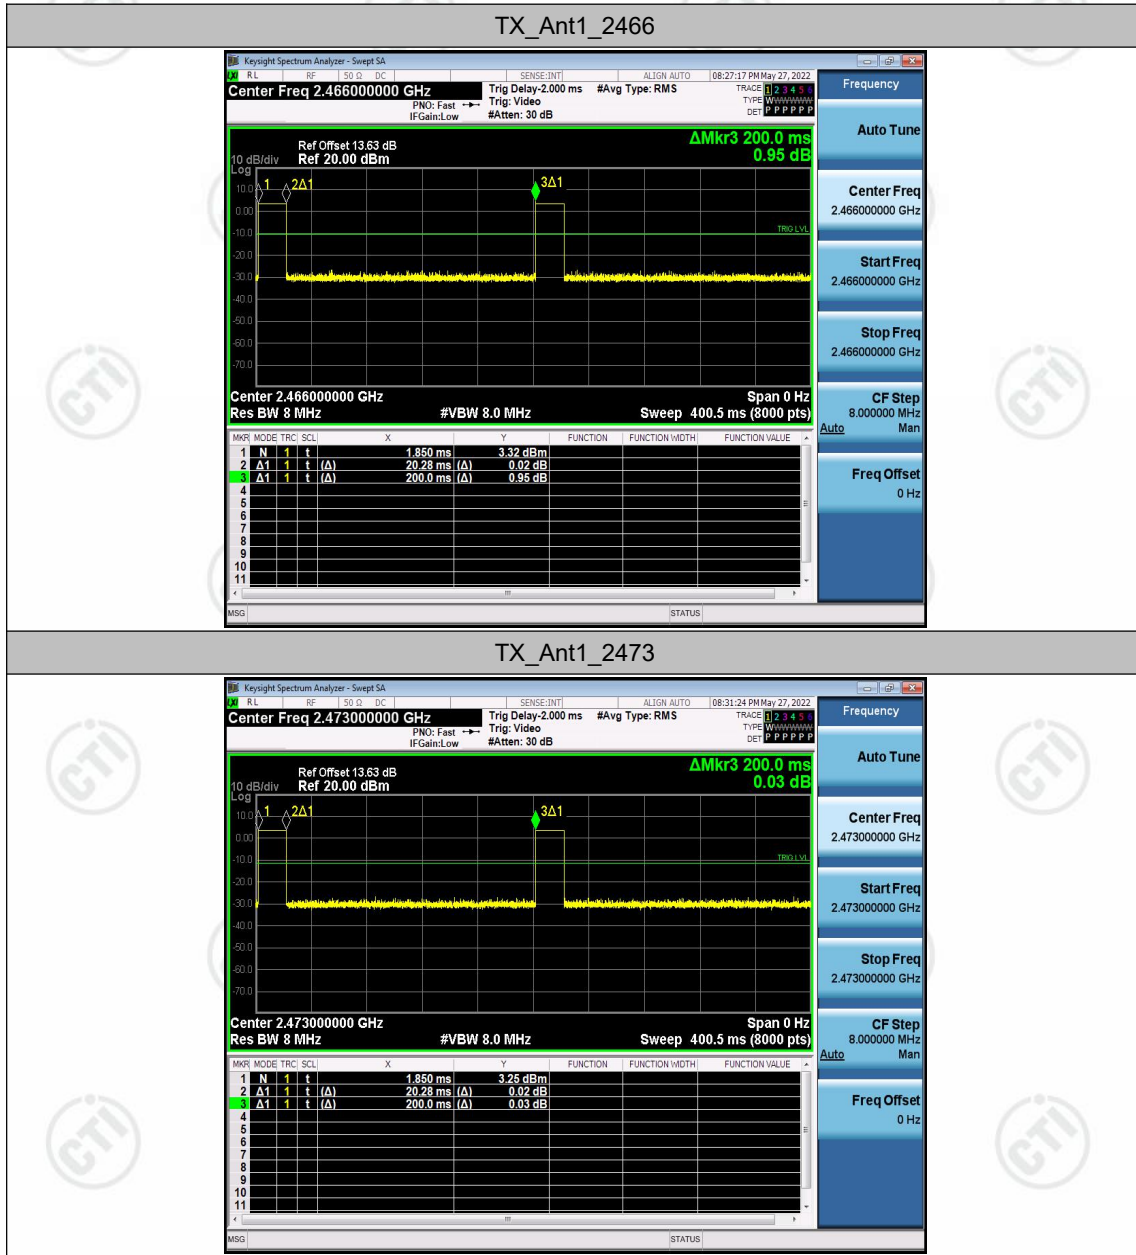 TX_Ant1_2466
Keysight Spectrum Analyzer - Swept SA
LXI RL RF 50 Ω DC SENSE:INT ALIGN AUTO 08:27:17 PM May 27, 2022
Center Freq 2.466000000 GHz
PNO: Fast
IFGain:Low
Trig Delay-2.000 ms #Avg Type: RMS
Trig: Video
#Atten: 30 dB
TRACE 1 2 3 4 5 6
TYPE WWWWWW
DET P P P P P P
Frequency
Auto Tune
Center Freq
2.466000000 GHz
Start Freq
2.466000000 GHz
Stop Freq
2.466000000 GHz
CF Step
8.000000 MHz
Auto Man
Freq Offset
0 Hz
ΔMkr3 200.0 ms
0.95 dB
Ref Offset 13.63 dB
10 dB/div Ref 20.00 dBm
Log
1 2Δ1 3Δ1
10.0
0.00
-10.0
TRIG LVL
-20.0
-30.0
-40.0
-50.0
-60.0
-70.0
Center 2.466000000 GHz Span 0 Hz
Res BW 8 MHz #VBW 8.0 MHz Sweep 400.5 ms (8000 pts)
MKR MODE TRC SCL X Y FUNCTION FUNCTION WIDTH FUNCTION VALUE
1 N 1 t 1.850 ms 3.32 dBm
2 Δ1 1 t (Δ) 20.28 ms (Δ) 0.02 dB
3 Δ1 1 t (Δ) 200.0 ms (Δ) 0.95 dB
4
5
6
7
8
9
10
11
MSG STATUS
TX_Ant1_2473
Keysight Spectrum Analyzer - Swept SA
LXI RL RF 50 Ω DC SENSE:INT ALIGN AUTO 08:31:24 PM May 27, 2022
Center Freq 2.473000000 GHz
PNO: Fast
IFGain:Low
Trig Delay-2.000 ms #Avg Type: RMS
Trig: Video
#Atten: 30 dB
TRACE 1 2 3 4 5 6
TYPE WWWWWW
DET P P P P P P
Frequency
Auto Tune
Center Freq
2.473000000 GHz
Start Freq
2.473000000 GHz
Stop Freq
2.473000000 GHz
CF Step
8.000000 MHz
Auto Man
Freq Offset
0 Hz
ΔMkr3 200.0 ms
0.03 dB
Ref Offset 13.63 dB
10 dB/div Ref 20.00 dBm
Log
1 2Δ1 3Δ1
10.0
0.00
-10.0
TRIG LVL
-20.0
-30.0
-40.0
-50.0
-60.0
-70.0
Center 2.473000000 GHz Span 0 Hz
Res BW 8 MHz #VBW 8.0 MHz Sweep 400.5 ms (8000 pts)
MKR MODE TRC SCL X Y FUNCTION FUNCTION WIDTH FUNCTION VALUE
1 N 1 t 1.850 ms 3.25 dBm
2 Δ1 1 t (Δ) 20.28 ms (Δ) 0.02 dB
3 Δ1 1 t (Δ) 200.0 ms (Δ) 0.03 dB
4
5
6
7
8
9
10
11
MSG STATUS
CTI
CTI
CTI
CTI
CTI
CTI